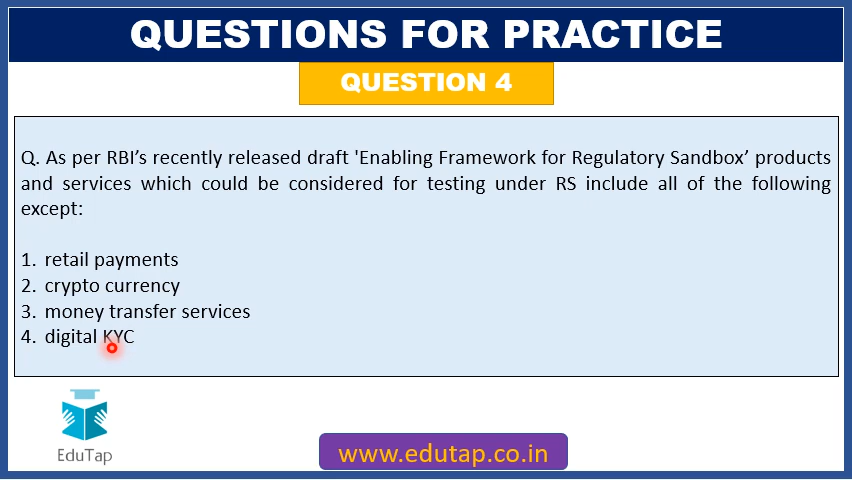 QUESTIONS FOR PRACTICE
QUESTION 4
Q. As per RBI’s recently released draft 'Enabling Framework for Regulatory Sandbox’ products
and services which could be considered for testing under RS include all of the following
except:
1. retail payments
2. crypto currency
3. money transfer services
4. digital KYC
EduTap
www.edutap.co.in